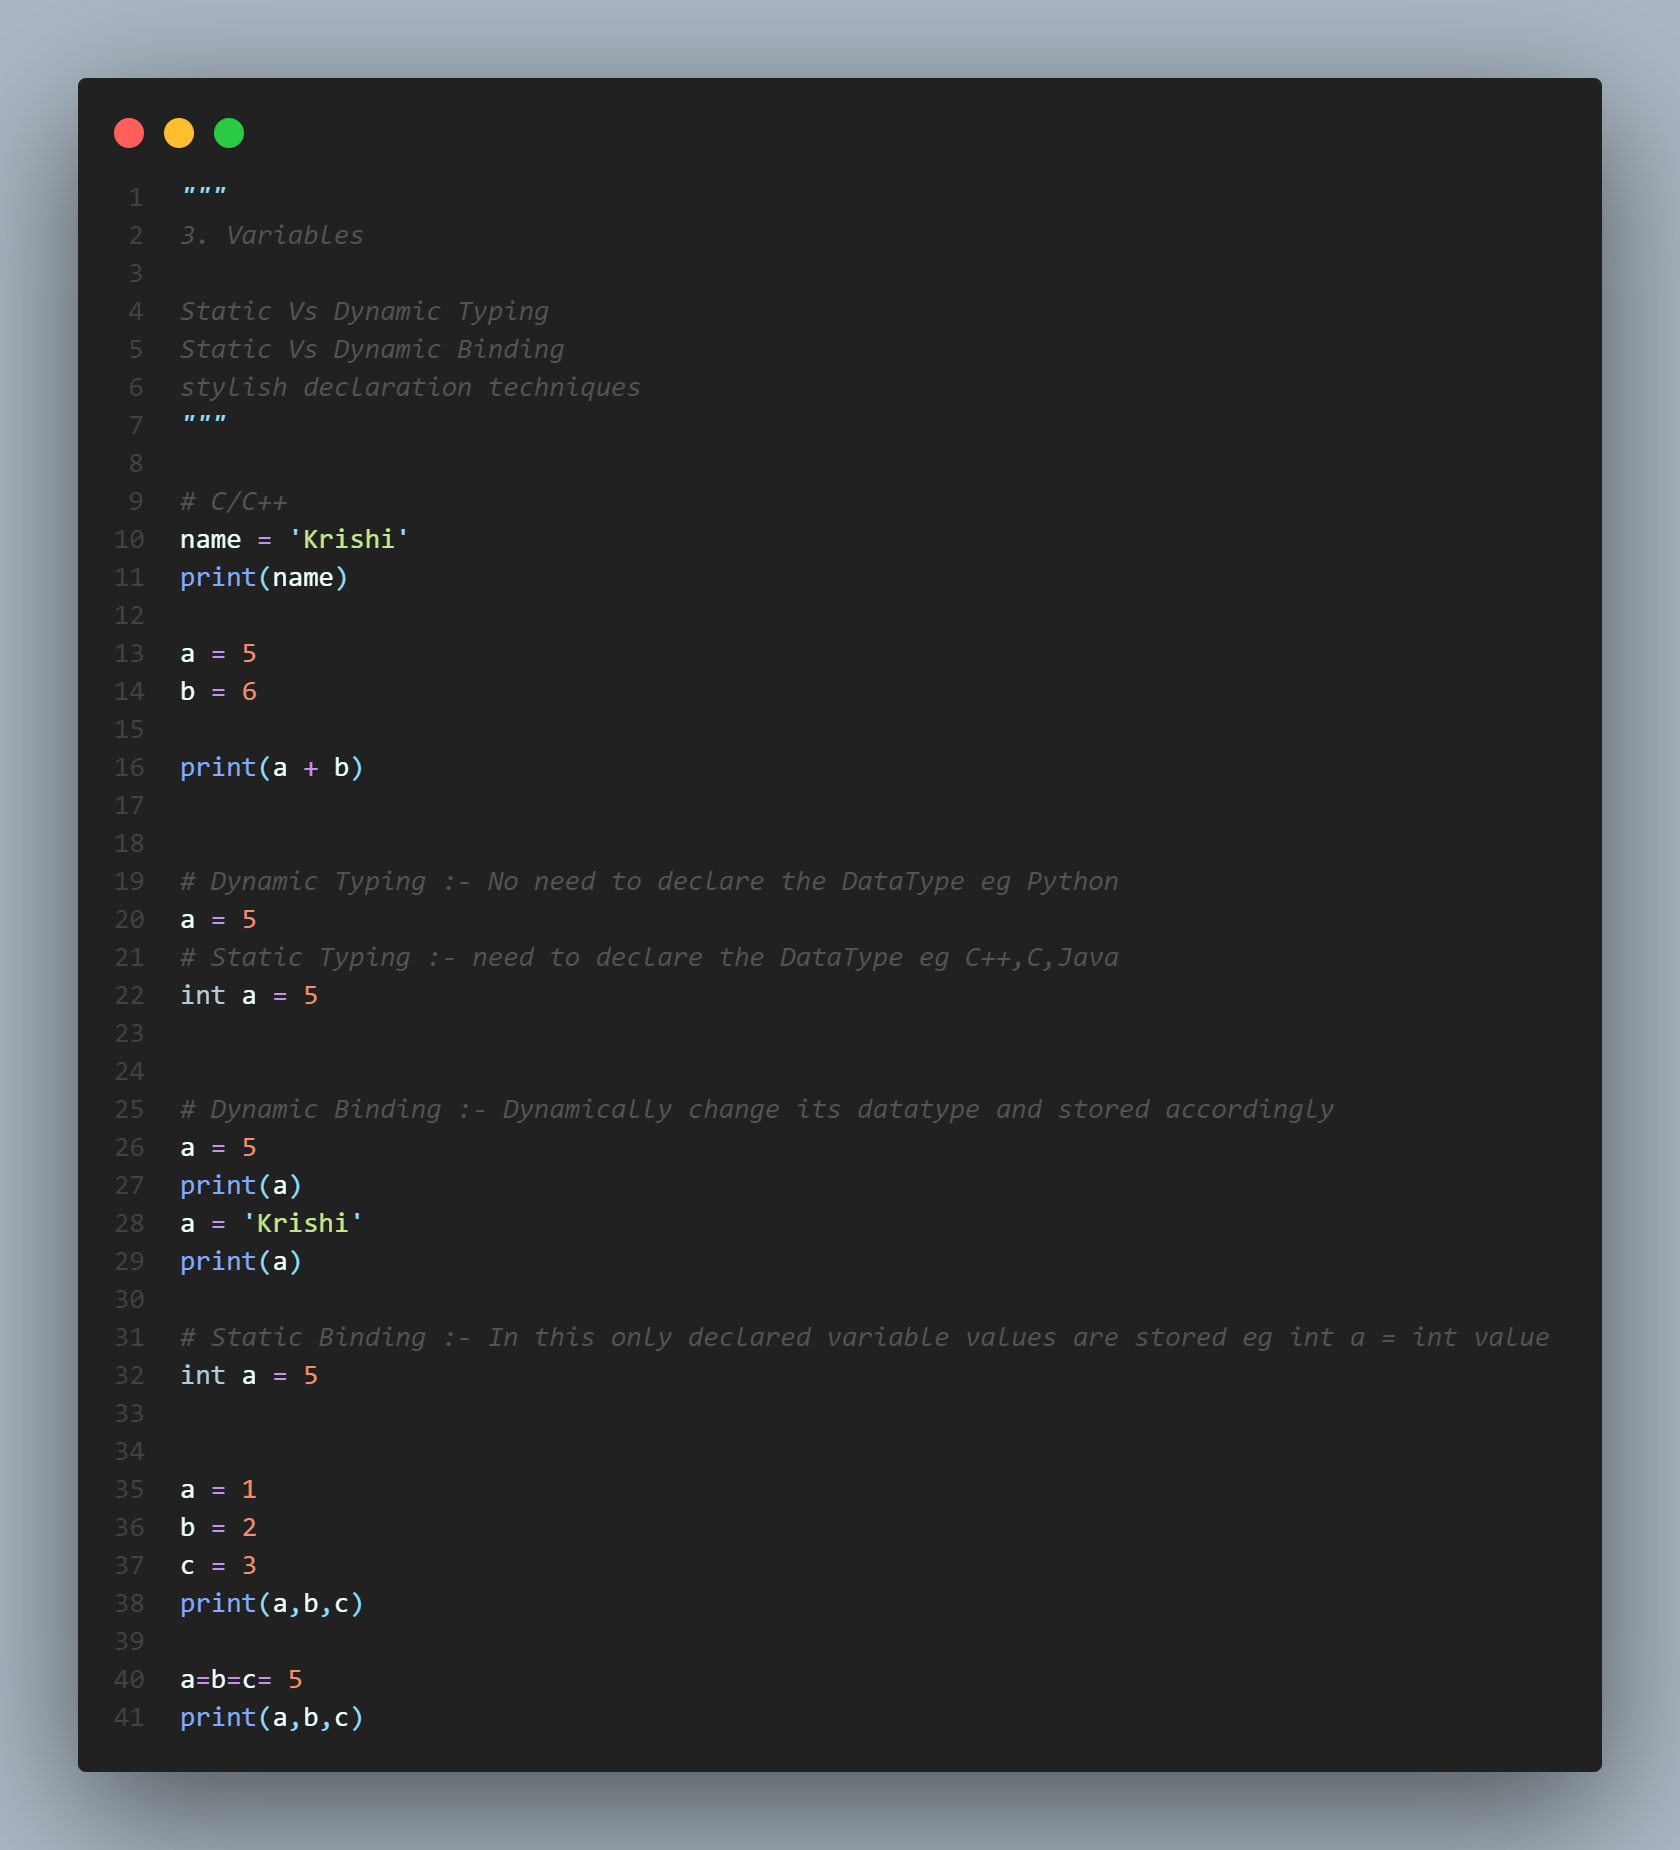 1 """
2 3. Variables
3
4 Static Vs Dynamic Typing
5 Static Vs Dynamic Binding
6 stylish declaration techniques
7 """
8
9 # C/C++
10 name = 'Krishi'
11 print(name)
12
13 a = 5
14 b = 6
15
16 print(a + b)
17
18
19 # Dynamic Typing :- No need to declare the DataType eg Python
20 a = 5
21 # Static Typing :- need to declare the DataType eg C++,C,Java
22 int a = 5
23
24
25 # Dynamic Binding :- Dynamically change its datatype and stored accordingly
26 a = 5
27 print(a)
28 a = 'Krishi'
29 print(a)
30
31 # Static Binding :- In this only declared variable values are stored eg int a = int value
32 int a = 5
33
34
35 a = 1
36 b = 2
37 c = 3
38 print(a,b,c)
39
40 a=b=c= 5
41 print(a,b,c)